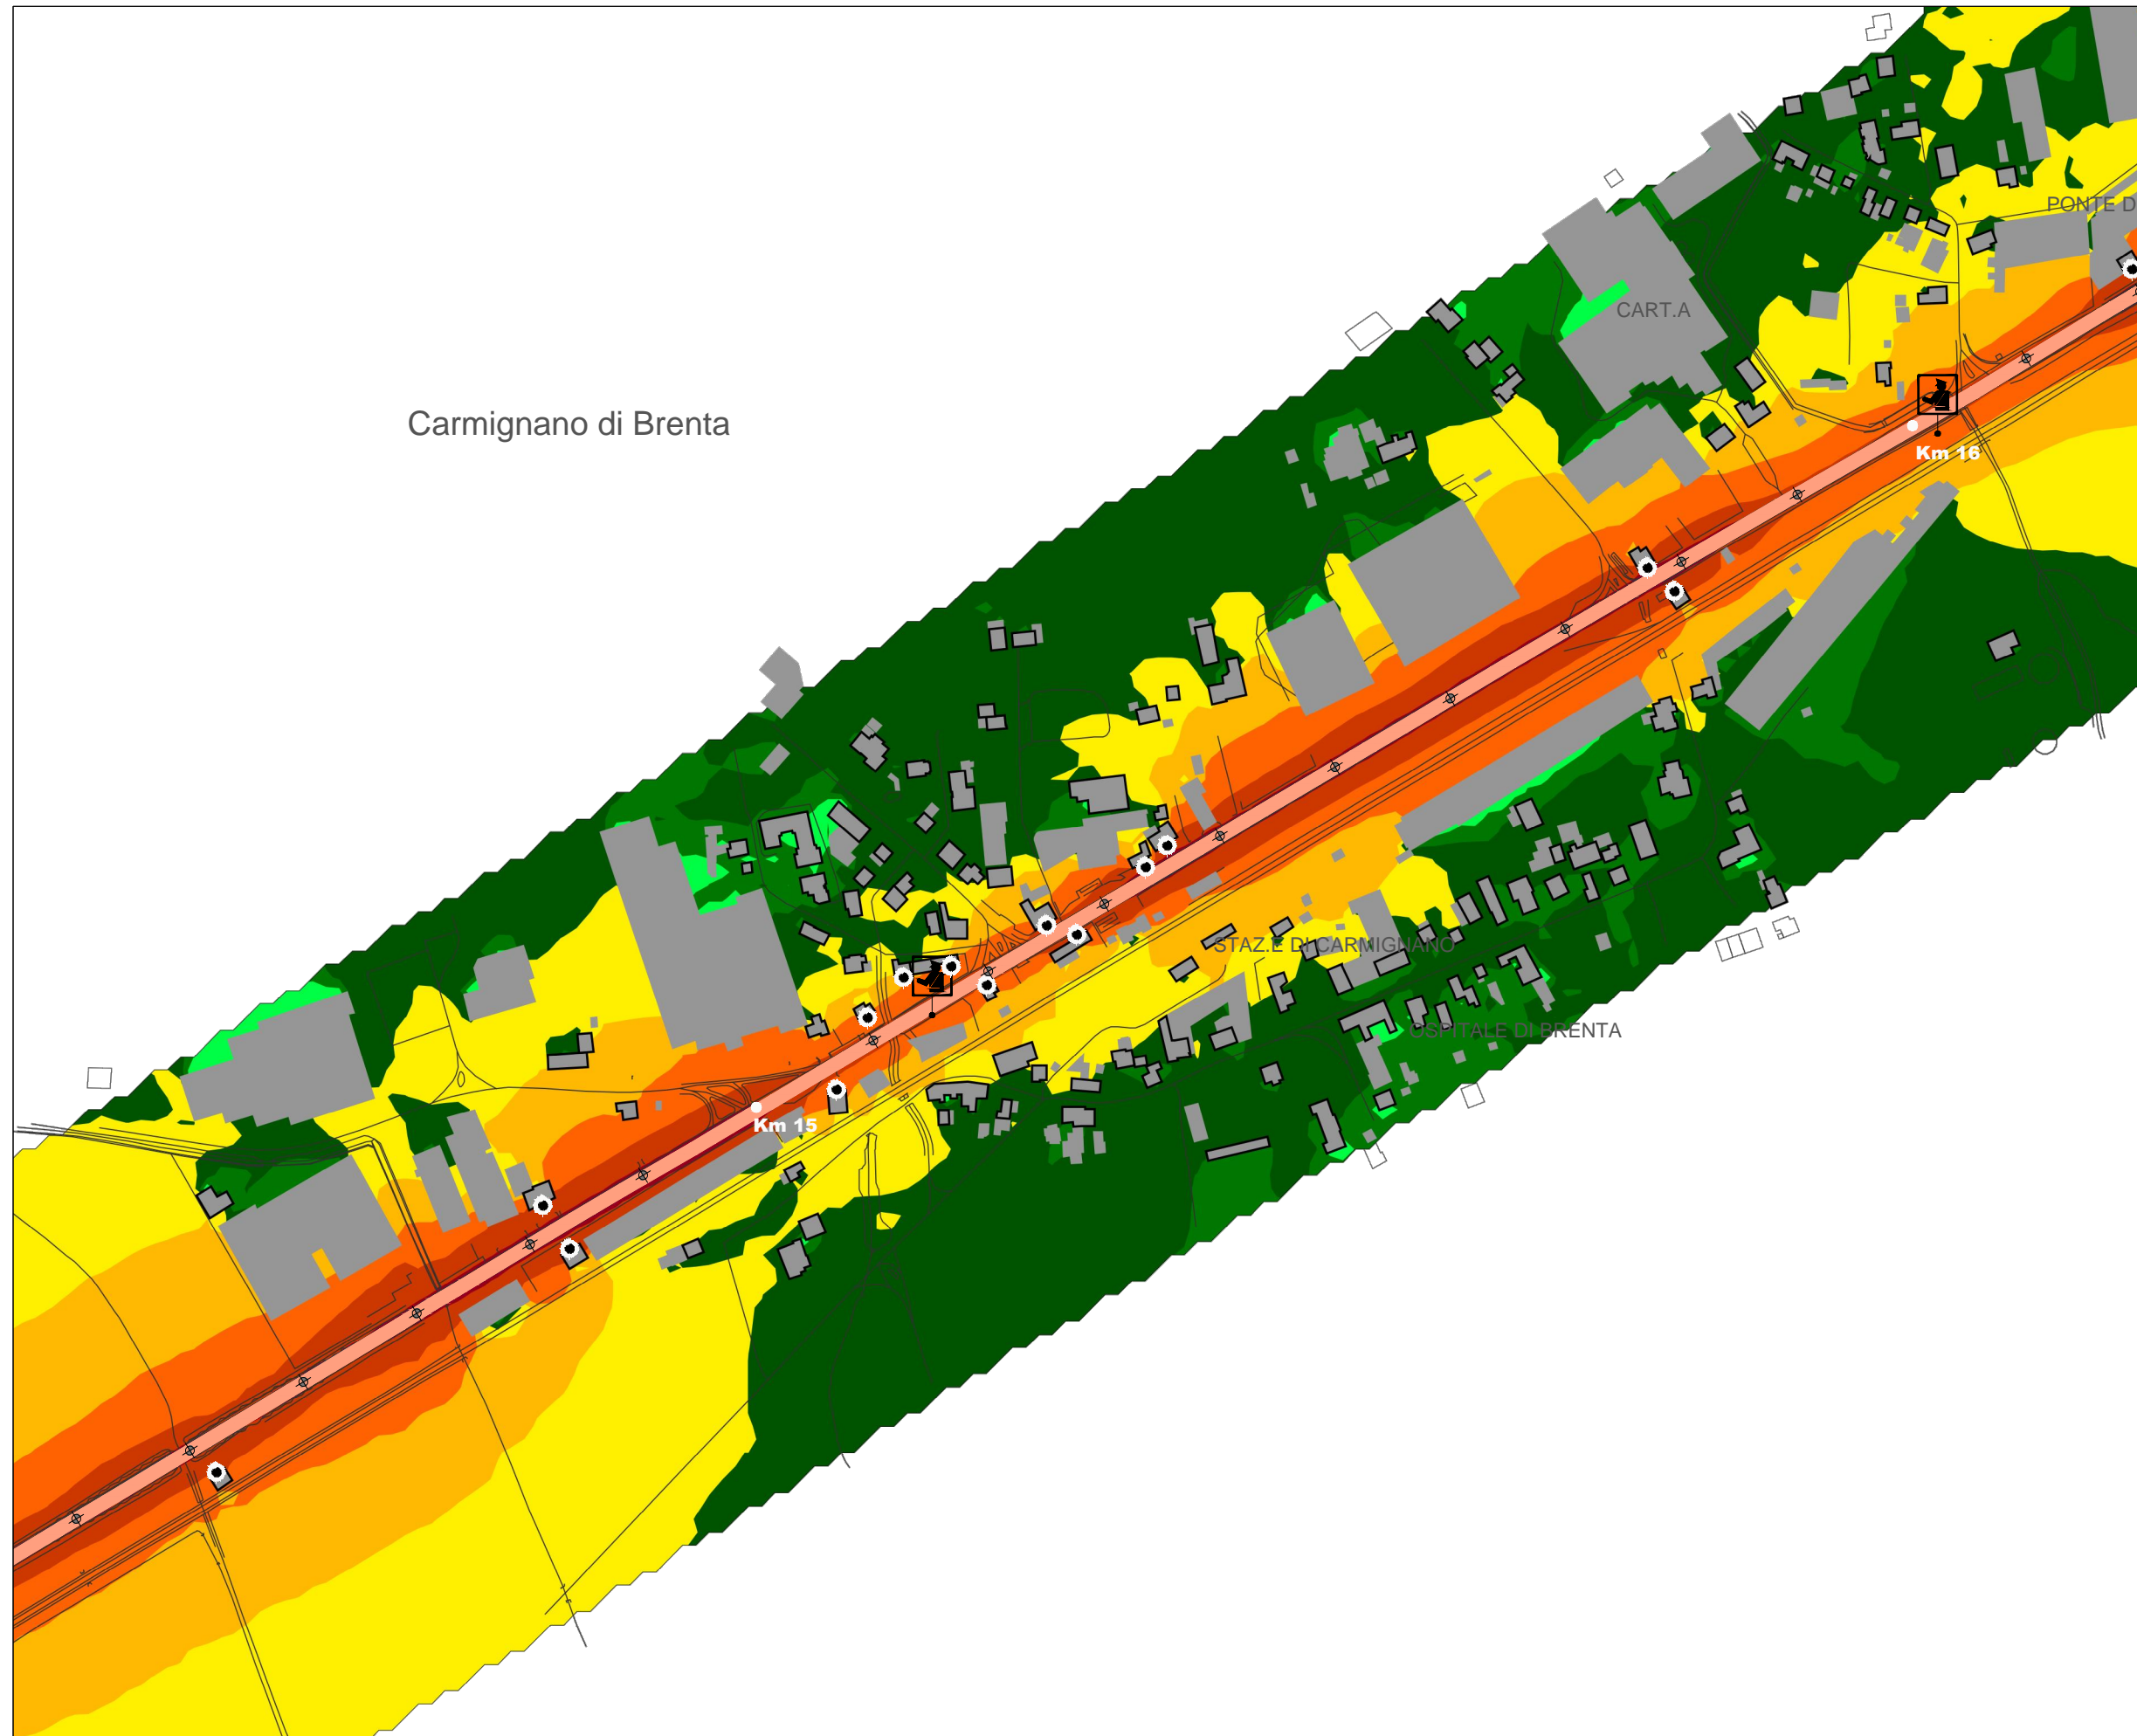 PONTE D
CART.A
Carmignano di Brenta
Km 16
STAZ.E DI CARMIGNANO
OSPITALE DI BRENTA
Km 15